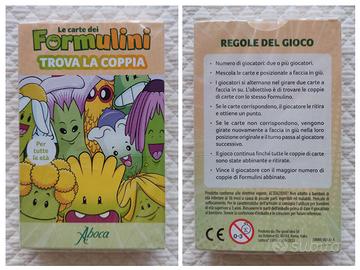 Le carte dei
Formulini
TROVA LA COPPIA
Per
tutte
le età
Aboca
REGOLE DEL GIOCO
• Numero di giocatori: due o più giocatori.
• Mescola le carte e posizionale a faccia in giù.
• I giocatori si alternano nel girare due carte a
faccia in su. L'obiettivo è di trovare le coppie
di carte con lo stesso Formulino.
• Se le carte corrispondono, il giocatore le ritira
e ottiene un punto.
• Se le carte non corrispondono, vengono
girate nuovamente a faccia in giù nella loro
posizione originale e il turno passa al giocatore
successivo.
• Il gioco continua finché tutte le coppie di carte
sono state abbinate e ritirate.
• Vince il giocatore con il maggior numero di
coppie di Formulini abbinate.
CE
0-3
subito